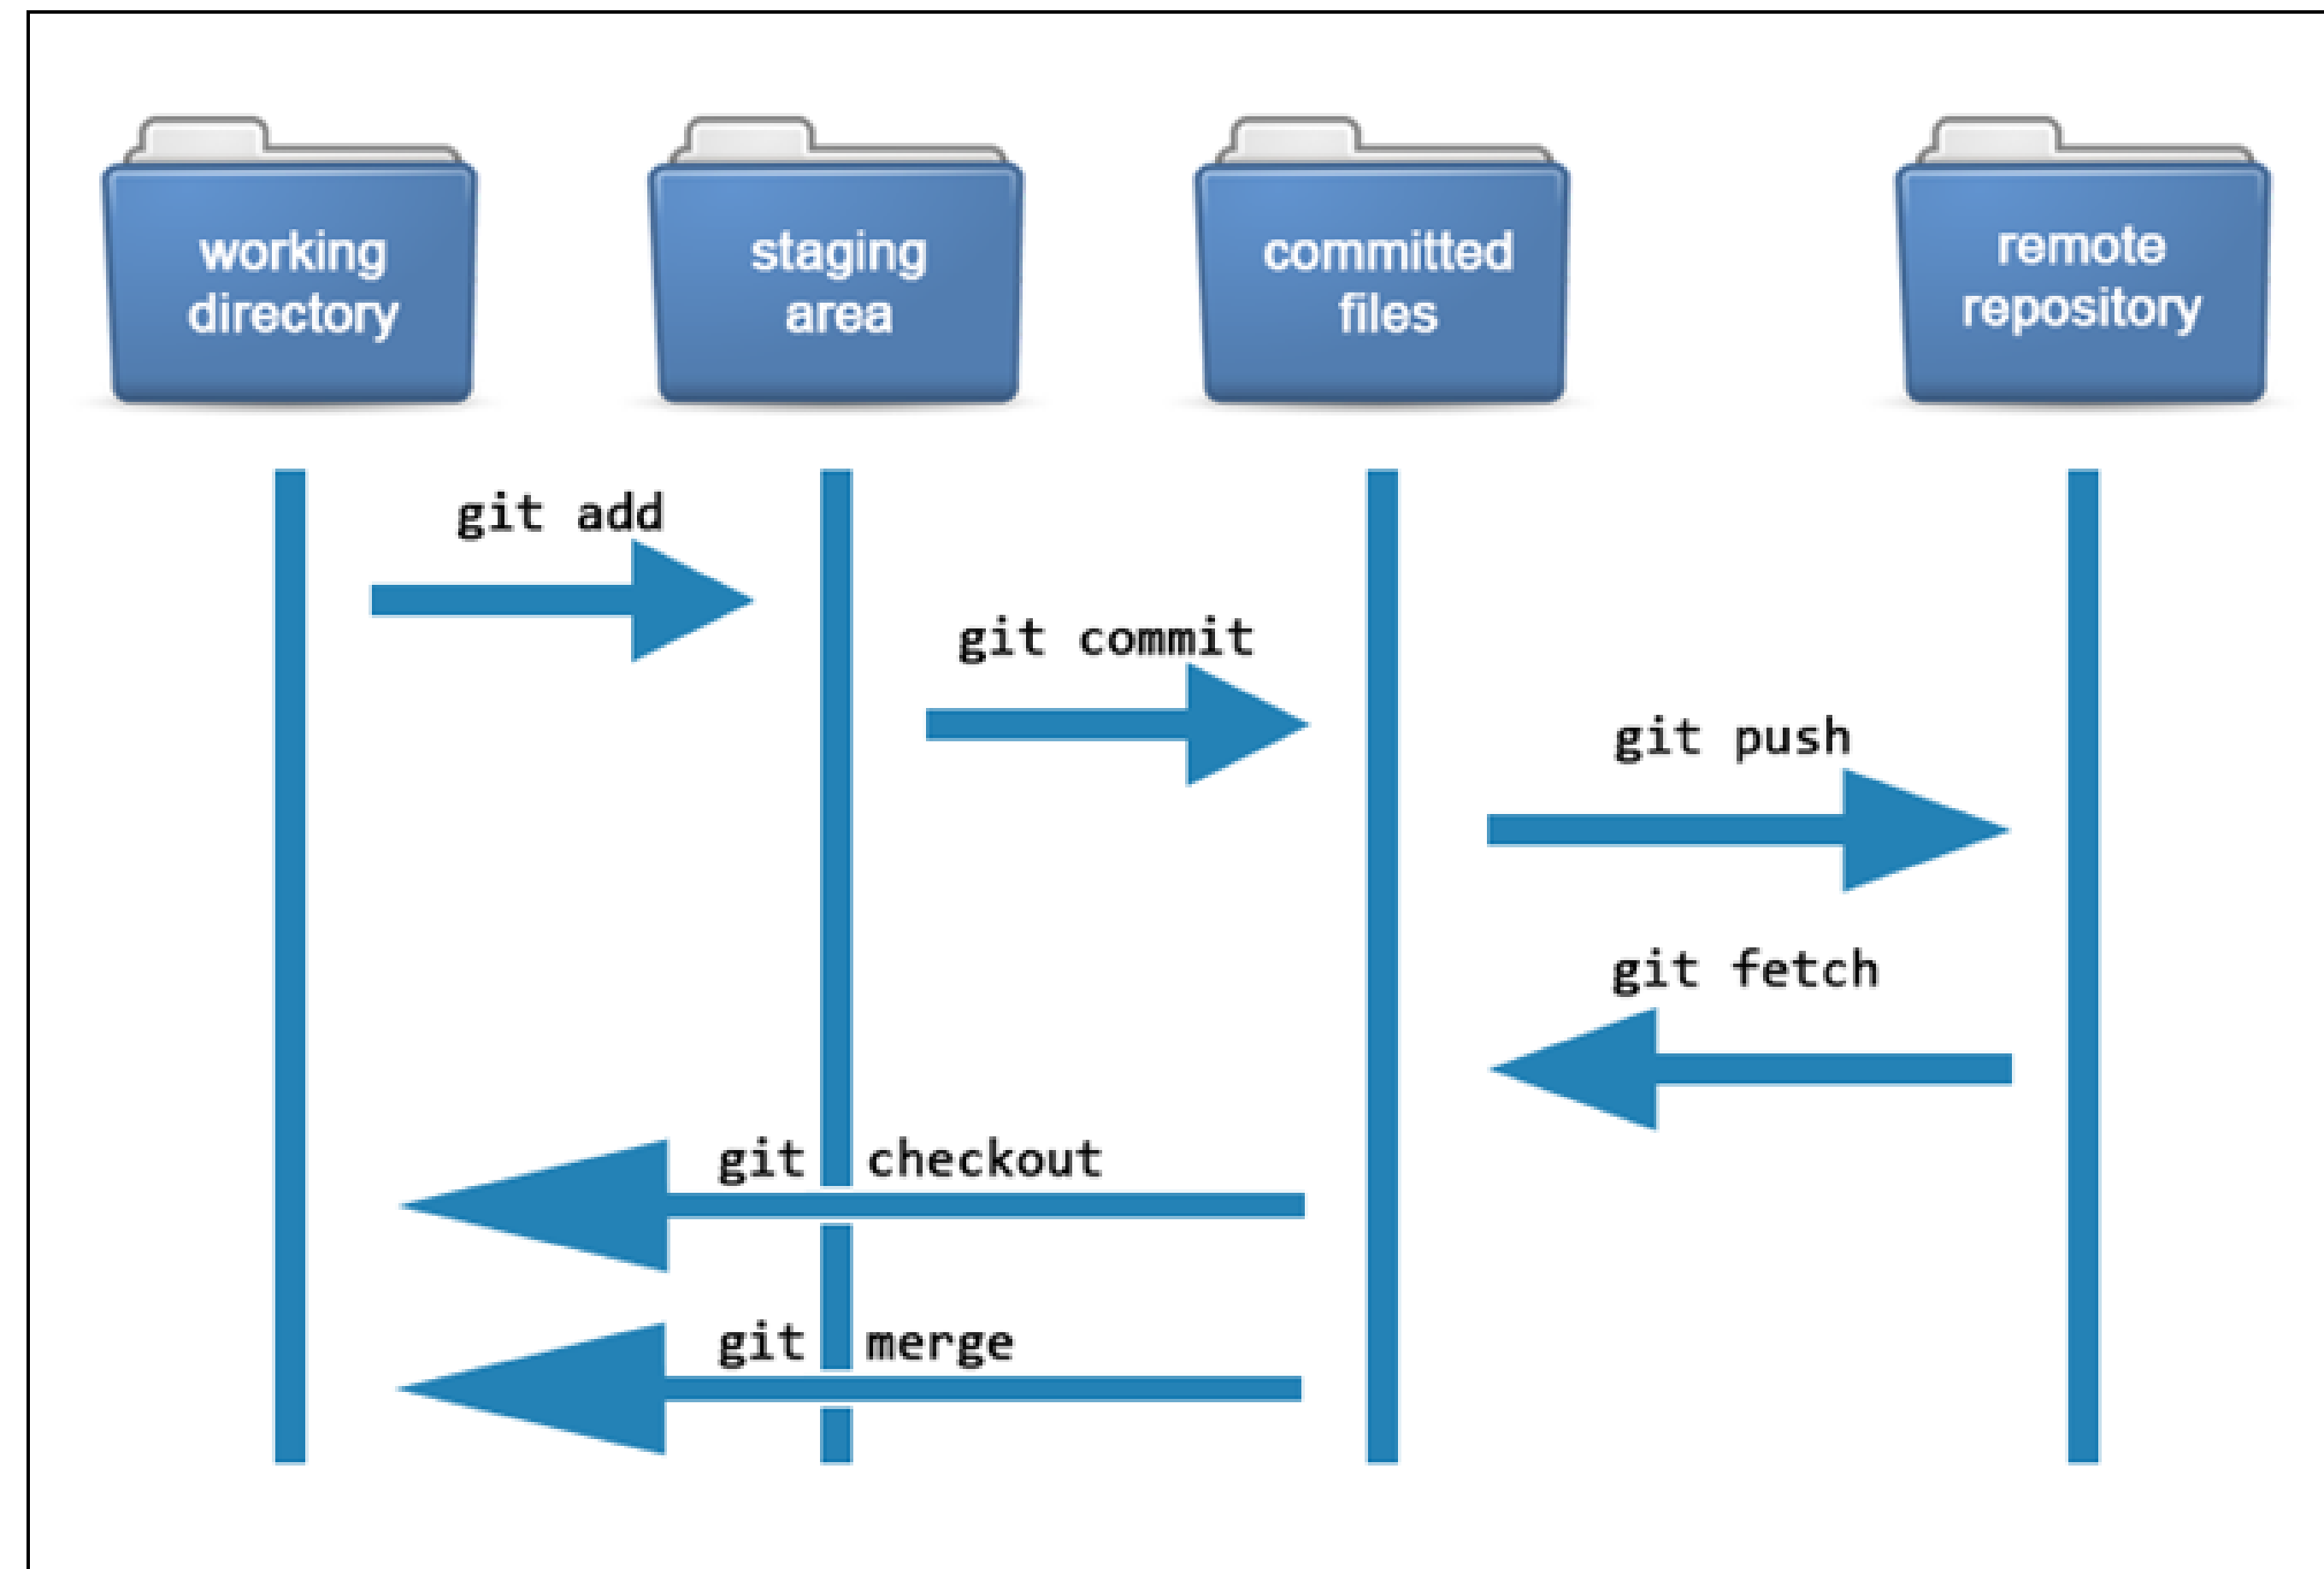 working
directory
staging
area
committed
files
remote
repository
git add
git commit
git push
git fetch
git checkout
git merge